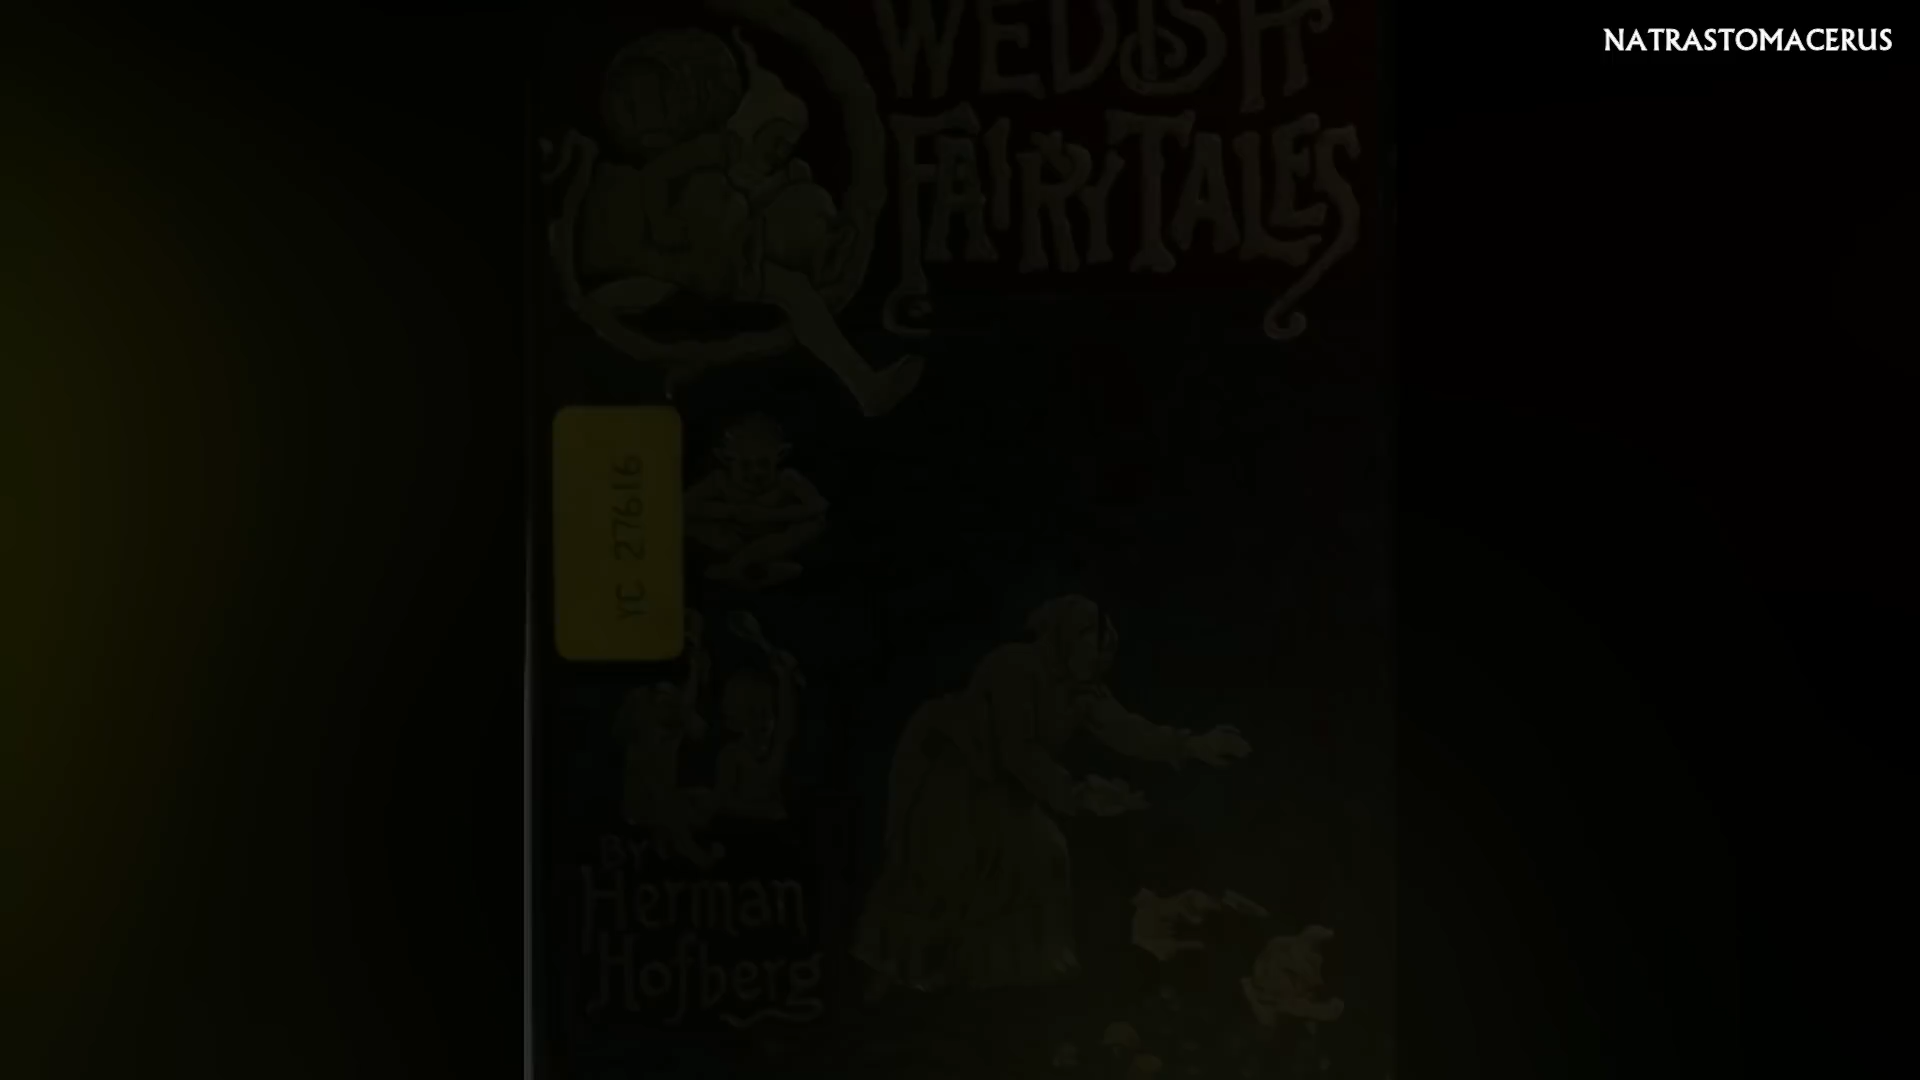 NATRASTOMACERUS
WEDISH
FAIRY TALES
YC 27616
BY
Herman
Hofberg